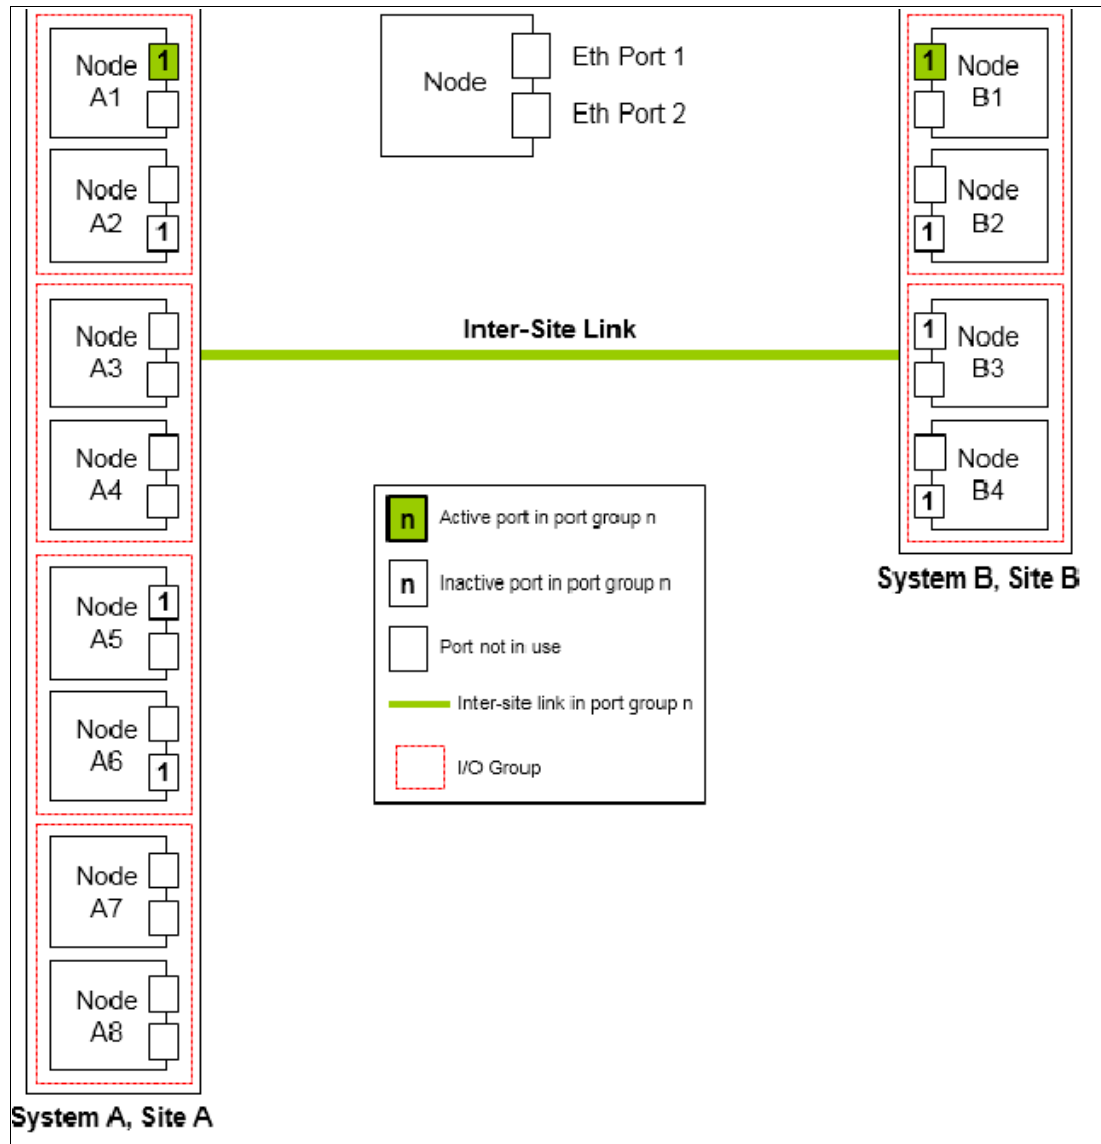 Node
A1
1
Node
A2
1
Node
A3
Node
A4
Node
A5
1
Node
A6
1
Node
A7
Node
A8
System A, Site A
Node
Eth Port 1
Eth Port 2
Inter-Site Link
n Active port in port group n
n Inactive port in port group n
Port not in use
Inter-site link in port group n
I/O Group
1
Node
B1
Node
B2
1
1
Node
B3
Node
B4
1
System B, Site B